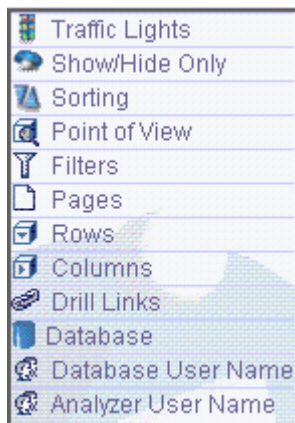 Traffic Lights
Show/Hide Only
Sorting
Point of View
Filters
Pages
Rows
Columns
Drill Links
Database
Database User Name
Analyzer User Name